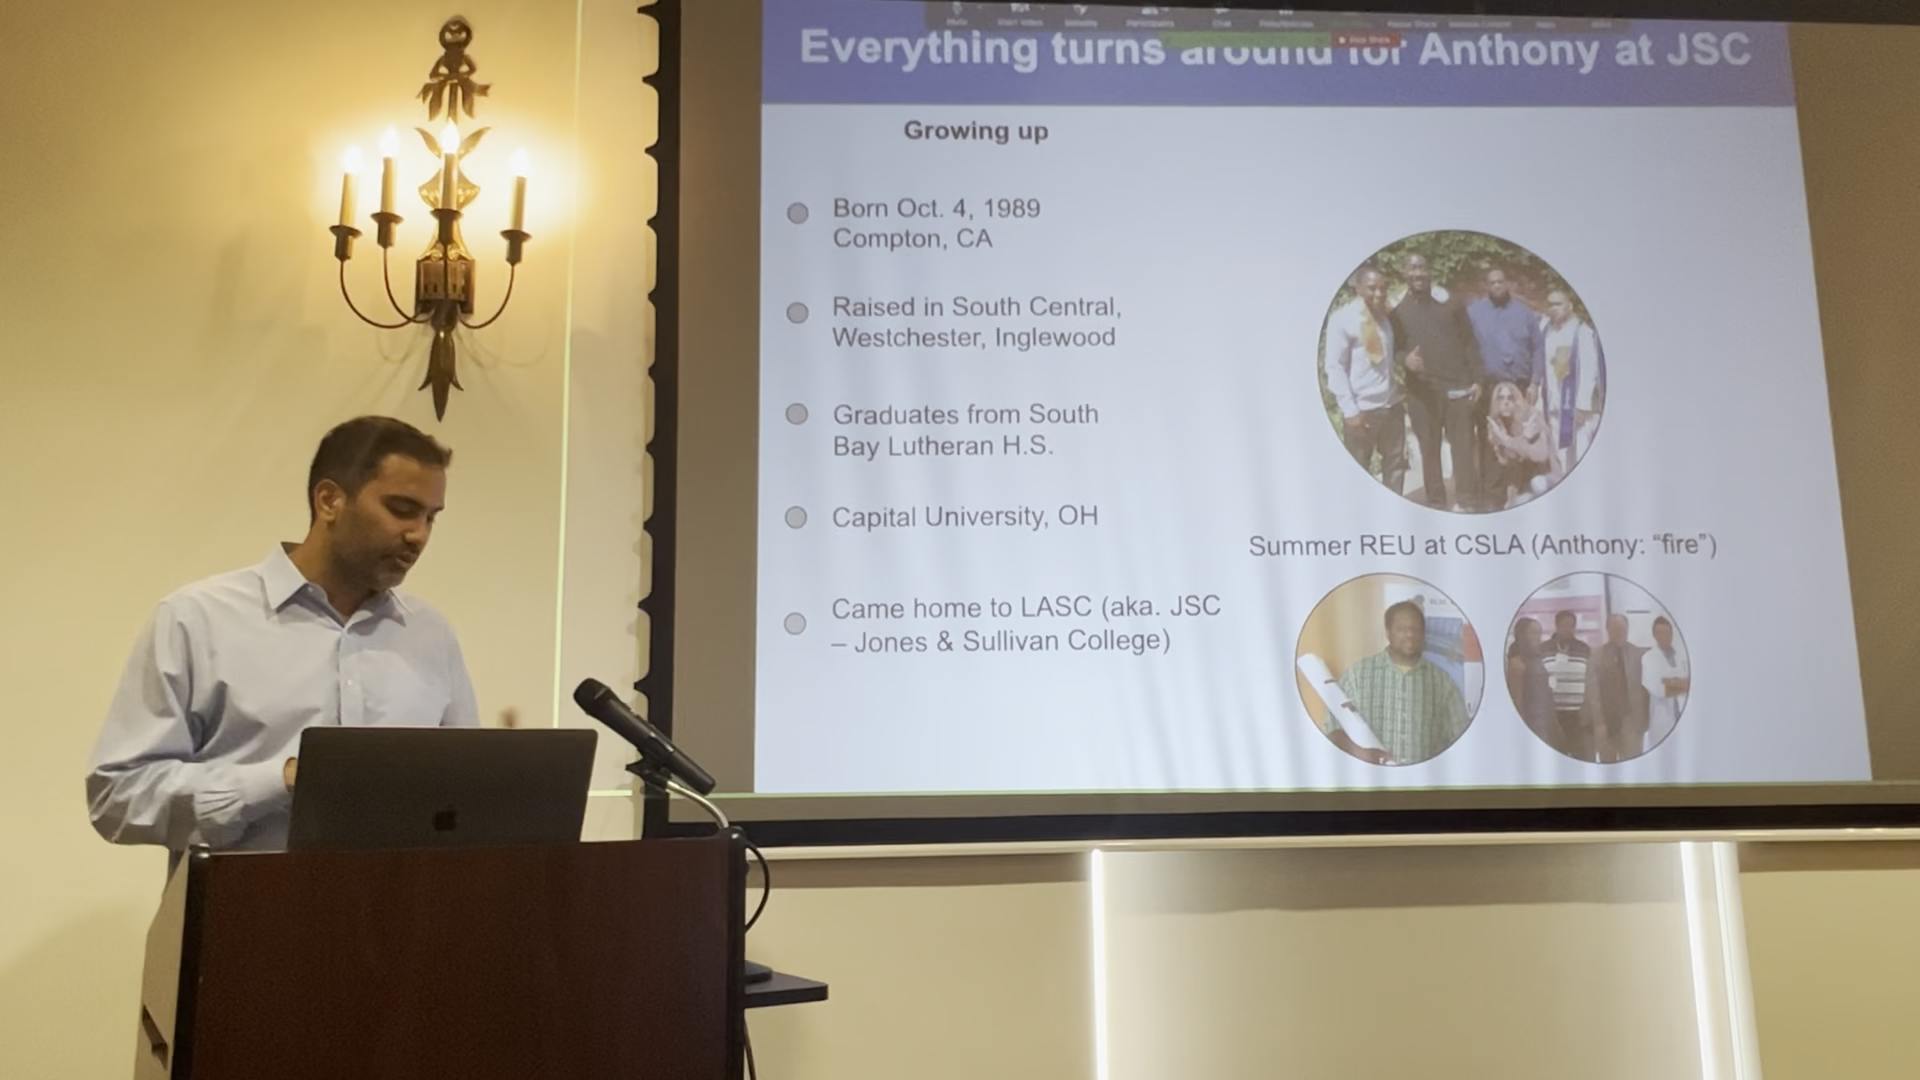 Everything turns around for Anthony at JSC
Growing up
Born Oct. 4, 1989
Compton, CA
Raised in South Central,
Westchester, Inglewood
Graduates from South
Bay Lutheran H.S.
Capital University, OH
Came home to LASC (aka. JSC
– Jones & Sullivan College)
Summer REU at CSLA (Anthony: “fire”)